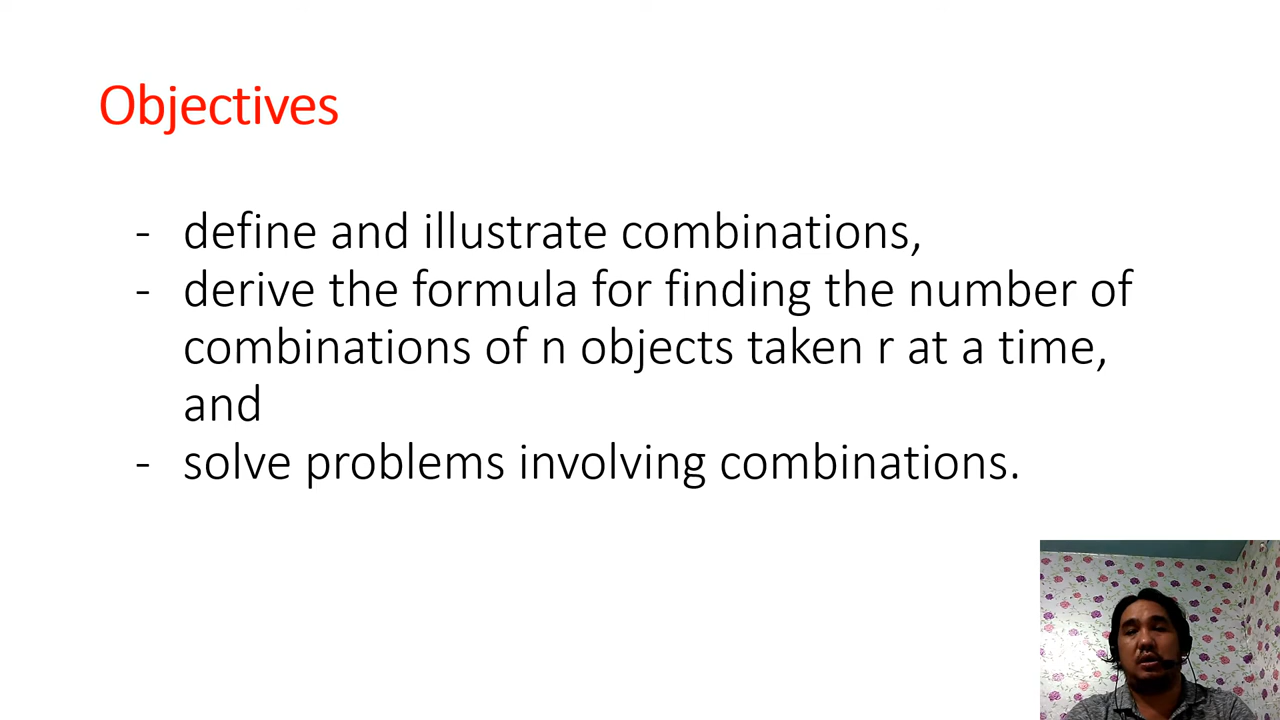 Objectives
- define and illustrate combinations,
- derive the formula for finding the number of
combinations of n objects taken r at a time,
and
- solve problems involving combinations.